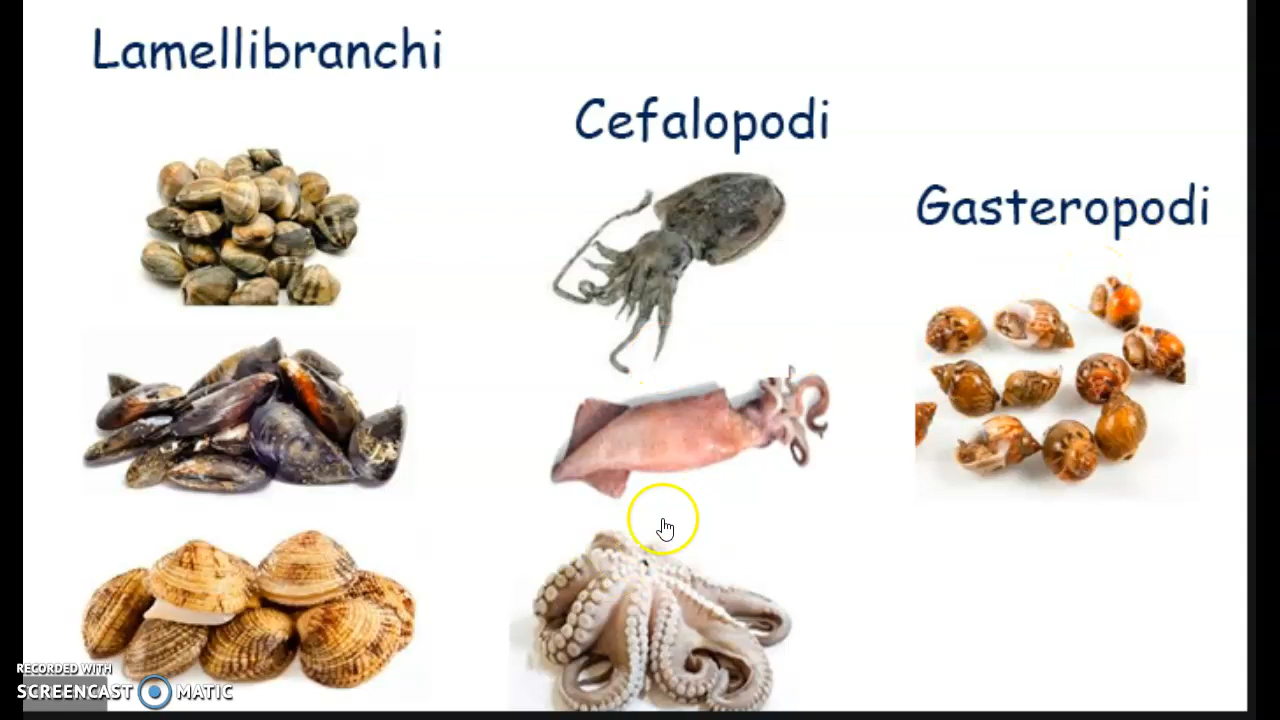 Lamellibranchi
Cefalopodi
Gasteropodi
RECORDED WITH
SCREENCAST MATIC